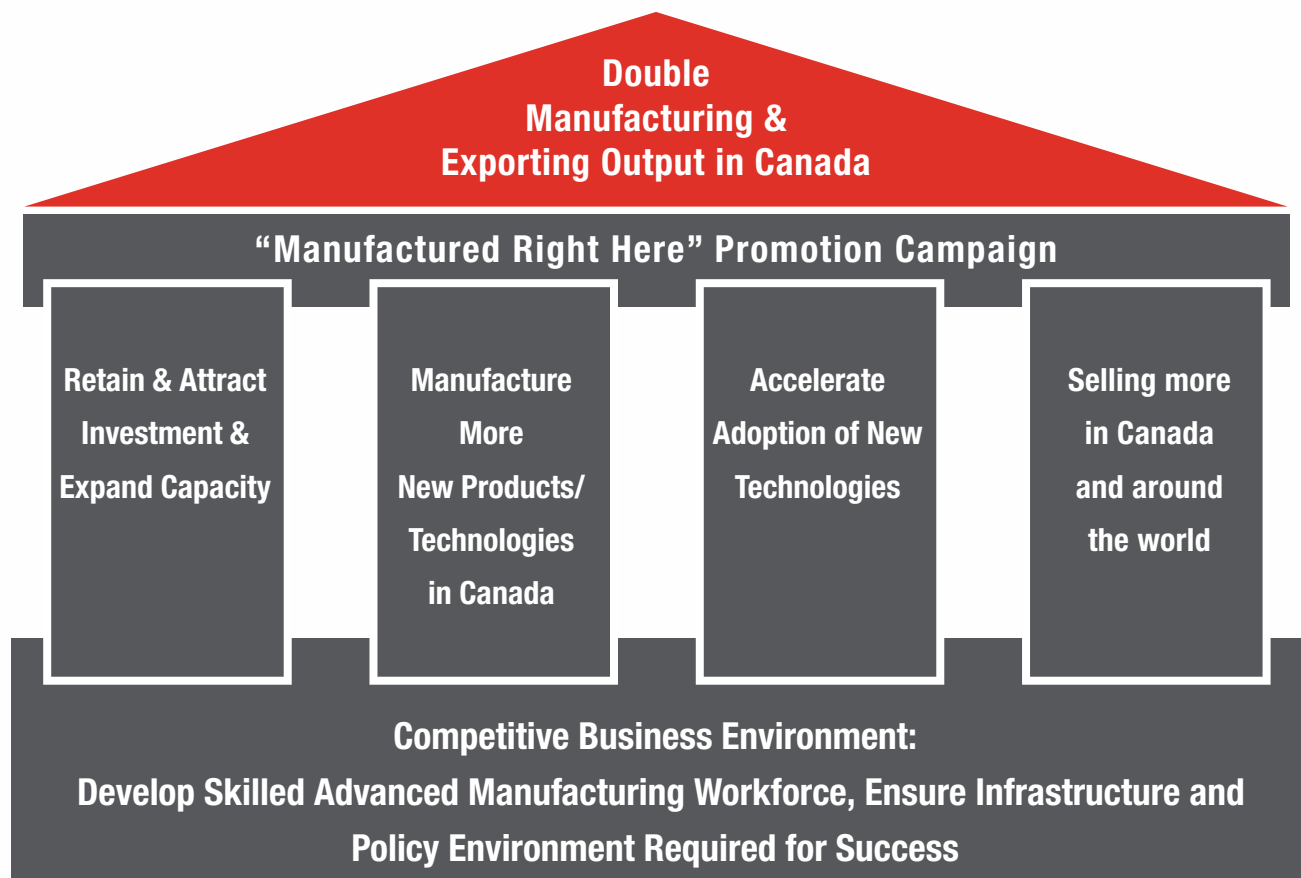 Double
Manufacturing &
Exporting Output in Canada
“Manufactured Right Here” Promotion Campaign
Retain & Attract
Investment &
Expand Capacity
Manufacture
More
New Products/
Technologies
in Canada
Accelerate
Adoption of New
Technologies
Selling more
in Canada
and around
the world
Competitive Business Environment:
Develop Skilled Advanced Manufacturing Workforce, Ensure Infrastructure and
Policy Environment Required for Success